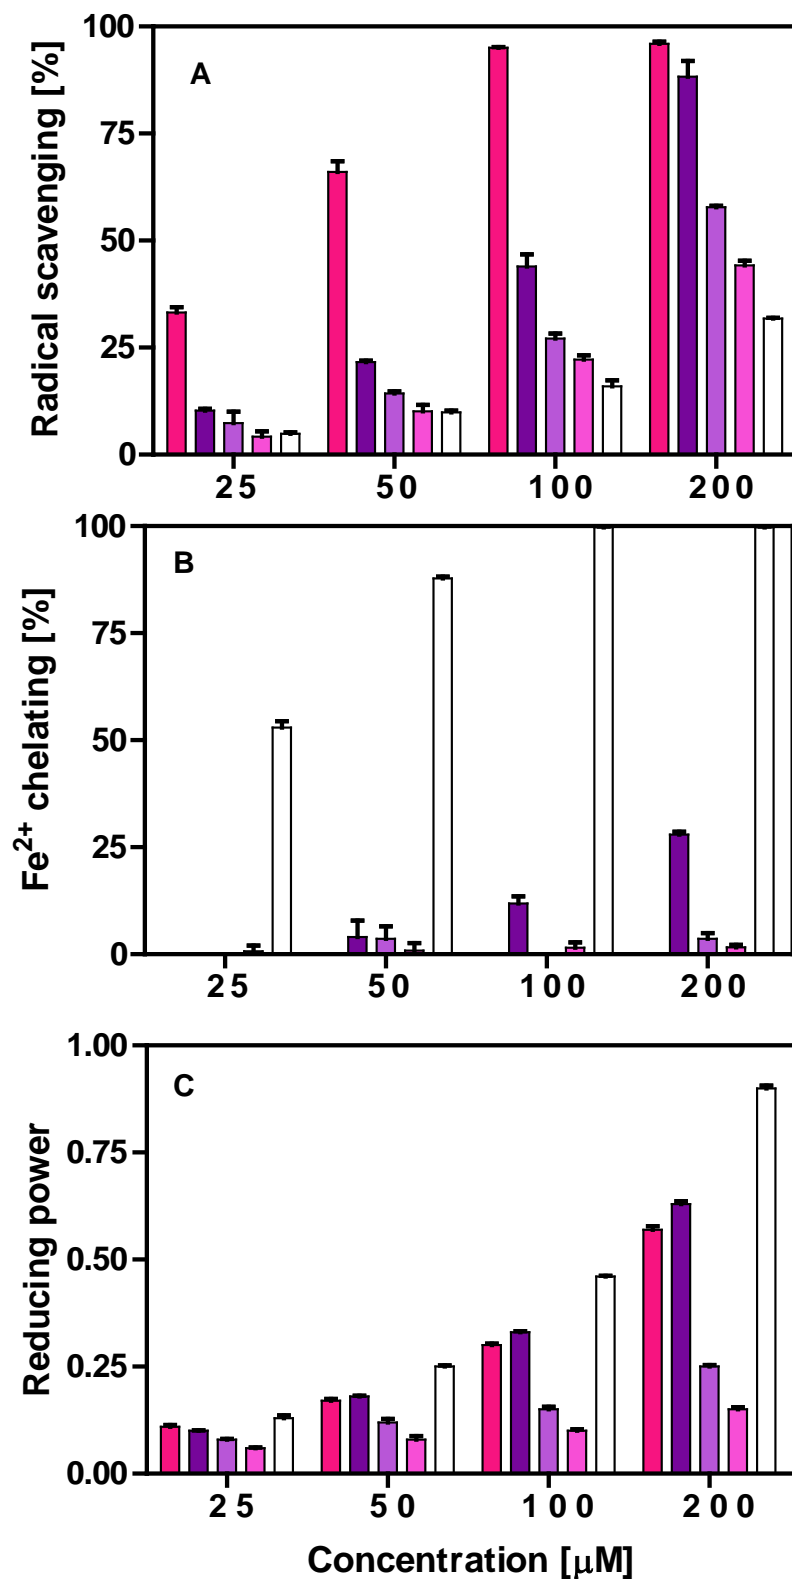 A
Radical scavenging [%]
100
75
50
25
0
25 50 100 200
B
Fe²⁺ chelating [%]
100
75
50
25
0
25 50 100 200
C
Reducing power
1.00
0.75
0.50
0.25
0.00
25 50 100 200
Concentration [μM]